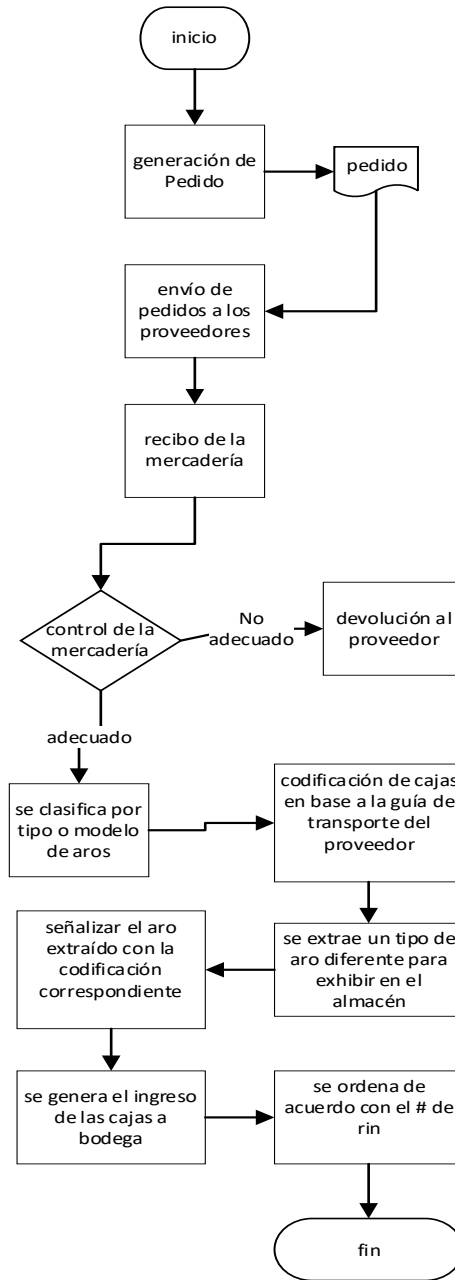 inicio
generación de
Pedido
pedido
envío de
pedidos a los
proveedores
recibo de la
mercadería
control de la
mercadería
No
adecuado
devolución al
proveedor
adecuado
se clasifica por
tipo o modelo
de aros
codificación de cajas
en base a la guía de
transporte del
proveedor
se extrae un tipo de
aro diferente para
exhibir en el
almacén
señalizar el aro
extraído con la
codificación
correspondiente
se genera el ingreso
de las cajas a
bodega
se ordena de
acuerdo con el # de
rin
fin